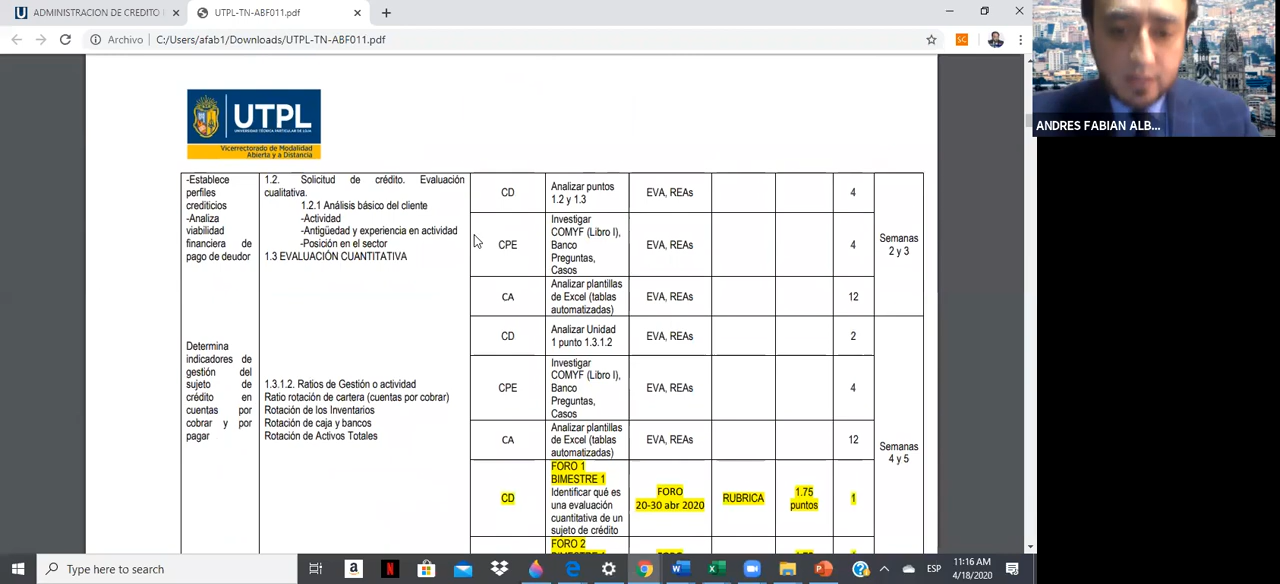 ADMINISTRACION DE CREDITO
UTPL-TN-ABF011.pdf
Archivo
C:/Users/afab1/Downloads/UTPL-TN-ABF011.pdf
SC
ANDRES FABIAN ALB...
UTPL
UNIVERSIDAD TÉCNICA PARTICULAR DE LOJA
Vicerrectorado de Modalidad
Abierta y a Distancia
-Establece
perfiles
crediticios
-Analiza
viabilidad
financiera de
pago de deudor
1.2. Solicitud de crédito. Evaluación
cualitativa.
1.2.1 Análisis básico del cliente
-Actividad
-Antigüedad y experiencia en actividad
-Posición en el sector
1.3 EVALUACIÓN CUANTITATIVA
CD
Analizar puntos
1.2 y 1.3
EVA, REAs
4
CPE
Investigar
COMYF (Libro I),
Banco
Preguntas,
Casos
EVA, REAs
4
CA
Analizar plantillas
de Excel (tablas
automatizadas)
EVA, REAs
12
Semanas
2 y 3
Determina
indicadores de
gestión del
sujeto de
crédito en
cuentas por
cobrar y por
pagar
1.3.1.2. Ratios de Gestión o actividad
Ratio rotación de cartera (cuentas por cobrar)
Rotación de los Inventarios
Rotación de caja y bancos
Rotación de Activos Totales
CD
Analizar Unidad
1 punto 1.3.1.2
EVA, REAs
2
CPE
Investigar
COMYF (Libro I),
Banco
Preguntas,
Casos
EVA, REAs
4
CA
Analizar plantillas
de Excel (tablas
automatizadas)
EVA, REAs
12
Semanas
4 y 5
CD
FORO 1
BIMESTRE 1
Identificar qué es
una evaluación
cuantitativa de un
sujeto de crédito
FORO
20-30 abr 2020
RUBRICA
1.75
puntos
1
FORO 2
Type here to search
ESP
11:16 AM
4/18/2020